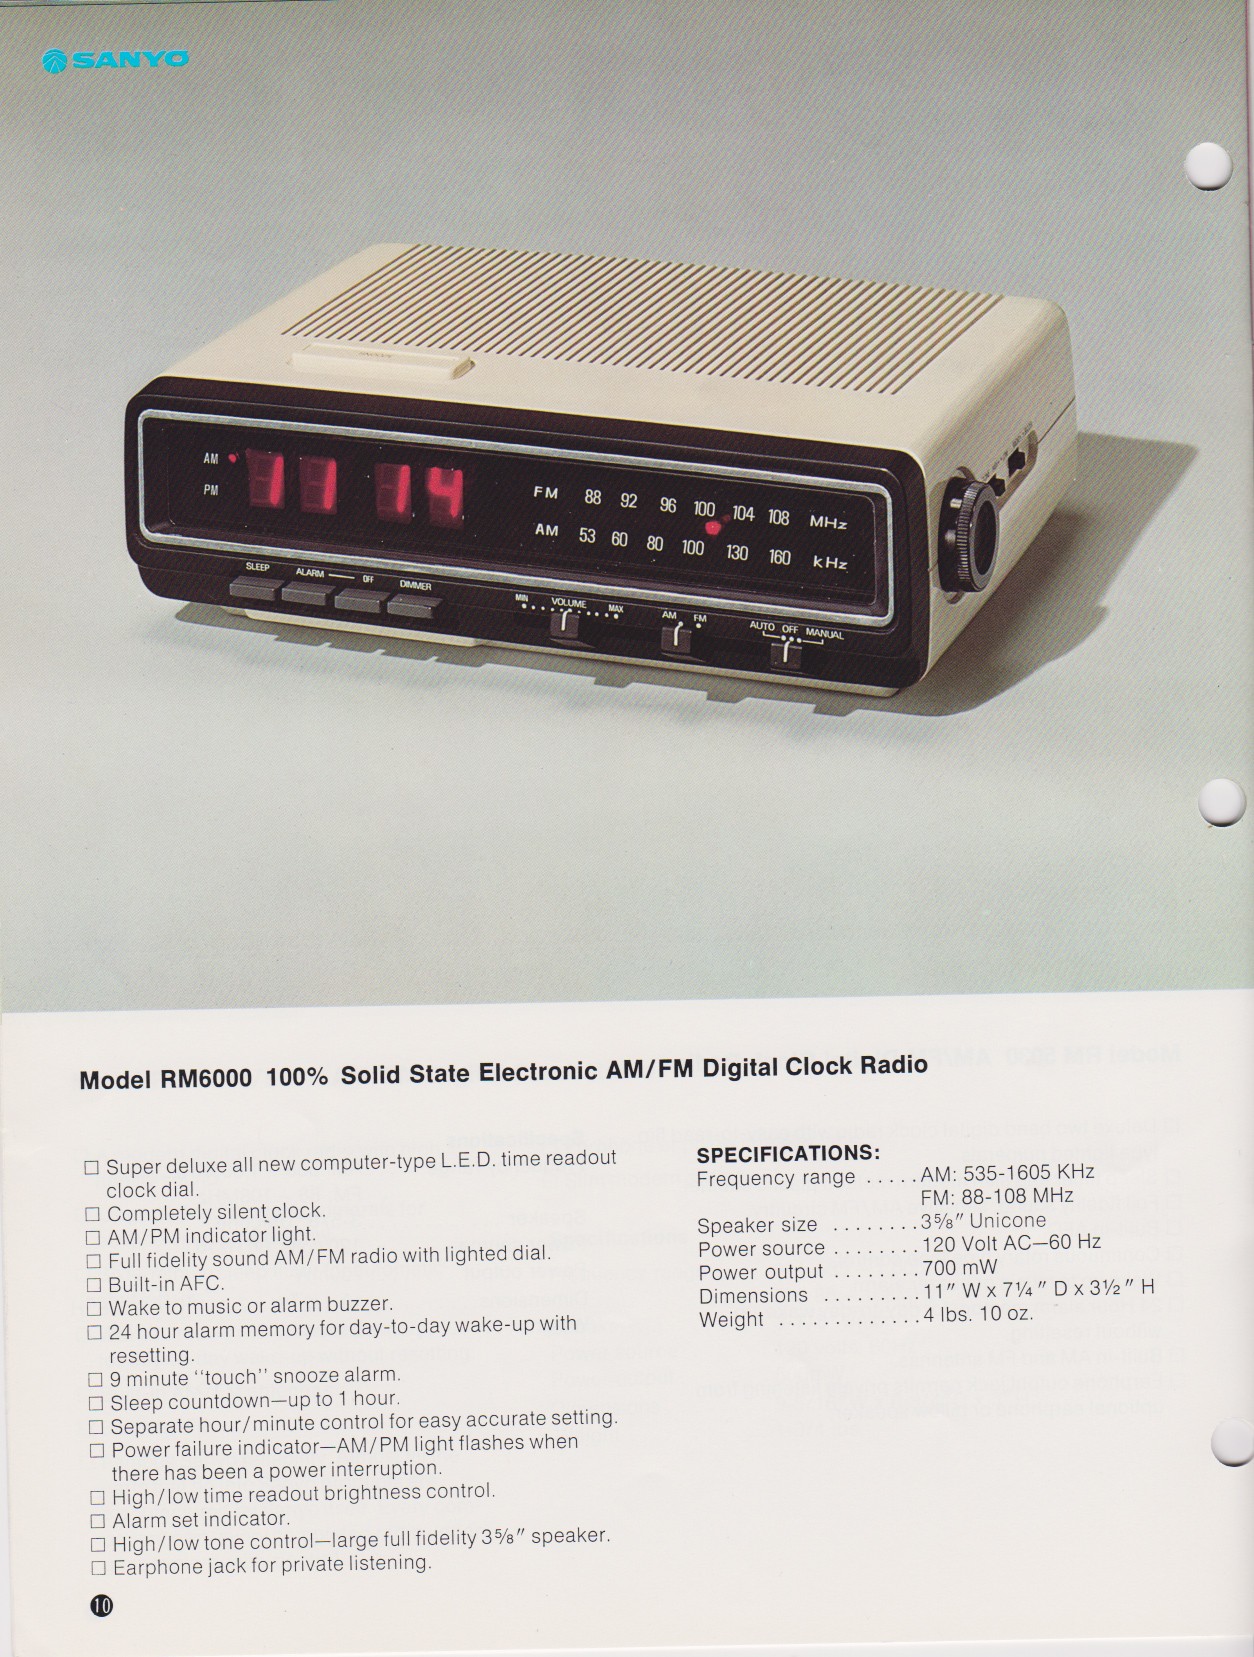 SANYO
SNOOZE
AM
PM
11 14
FM 88 92 96 100 104 108 MHz
AM 53 60 80 100 130 160 kHz
SLEEP ALARM OFF DIMMER
MIN VOLUME MAX
AM FM
AUTO OFF MANUAL
Model RM6000 100% Solid State Electronic AM/FM Digital Clock Radio
□ Super deluxe all new computer-type L.E.D. time readout
clock dial.
□ Completely silent clock.
□ AM/PM indicator light.
□ Full fidelity sound AM/FM radio with lighted dial.
□ Built-in AFC.
□ Wake to music or alarm buzzer.
□ 24 hour alarm memory for day-to-day wake-up with
resetting.
□ 9 minute "touch" snooze alarm.
□ Sleep countdown—up to 1 hour.
□ Separate hour/minute control for easy accurate setting.
□ Power failure indicator—AM/PM light flashes when
there has been a power interruption.
□ High/low time readout brightness control.
□ Alarm set indicator.
□ High/low tone control—large full fidelity 3⅝" speaker.
□ Earphone jack for private listening.
SPECIFICATIONS:
Frequency range . . . . . AM: 535-1605 KHz
FM: 88-108 MHz
Speaker size . . . . . . . . 3⅝" Unicone
Power source . . . . . . . . 120 Volt AC—60 Hz
Power output . . . . . . . . 700 mW
Dimensions . . . . . . . . . 11" W x 7¼" D x 3½" H
Weight . . . . . . . . . . . . . 4 lbs. 10 oz.
10